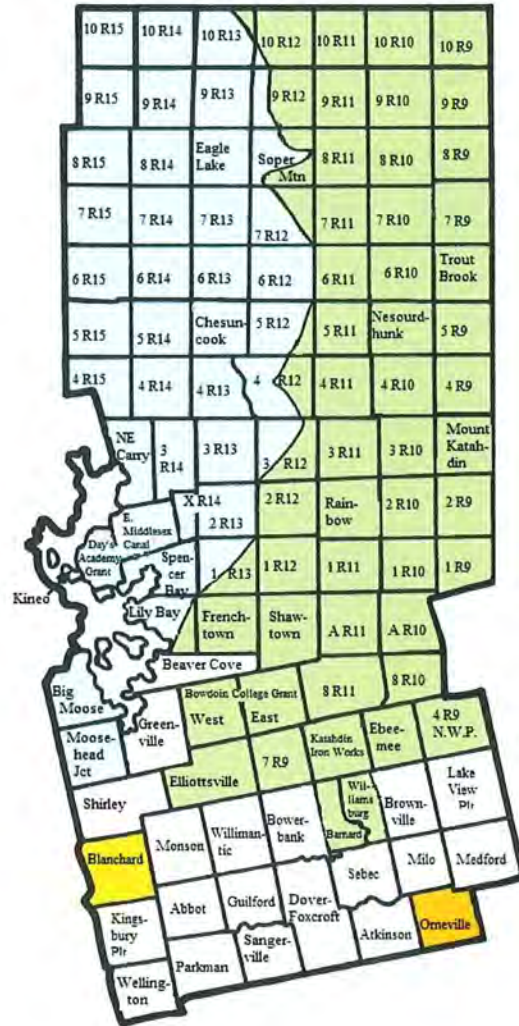 10 R15 10 R14 10 R13 10 R12 10 R11 10 R10 10 R9
9 R15 9 R14 9 R13 9 R12 9 R11 9 R10 9 R9
8 R15 8 R14 Eagle Lake Soper Mtn 8 R11 8 R10 8 R9
7 R15 7 R14 7 R13 7 R12 7 R11 7 R10 7 R9
6 R15 6 R14 6 R13 6 R12 6 R11 6 R10 Trout Brook
5 R15 5 R14 Chesun-cook 5 R12 5 R11 Nesourd-hunk 5 R9
4 R15 4 R14 4 R13 4 R12 4 R11 4 R10 4 R9
NE Carry 3 R14 3 R13 3 R12 3 R11 3 R10 Mount Katah-din
X R14 2 R13 2 R12 Rain-bow 2 R10 2 R9
E. Middlesex Canal
Day's Academy Grant
Kineo
Spen-cer Bay
1 R13 1 R12 1 R11 1 R10 1 R9
Lily Bay French-town Shaw-town A R11 A R10
Beaver Cove
Big Moose
Green-ville
Bowdoin College Grant
West East 8 R11 8 R10
Moose-head Jct
Elliottsville 7 R9 Katahdin Iron Works Ebee-mee 4 R9 N.W.P.
Shirley
Wil-liams burg
Barnard
Brown-ville
Lake View Plr
Blanchard Monson Williman-tic Bower-bank Sebec Milo Medford
Kings-bury Plr Abbot Guilford Dover-Foxcroft Atkinson Orneville
Welling-ton Parkman Sanger-ville